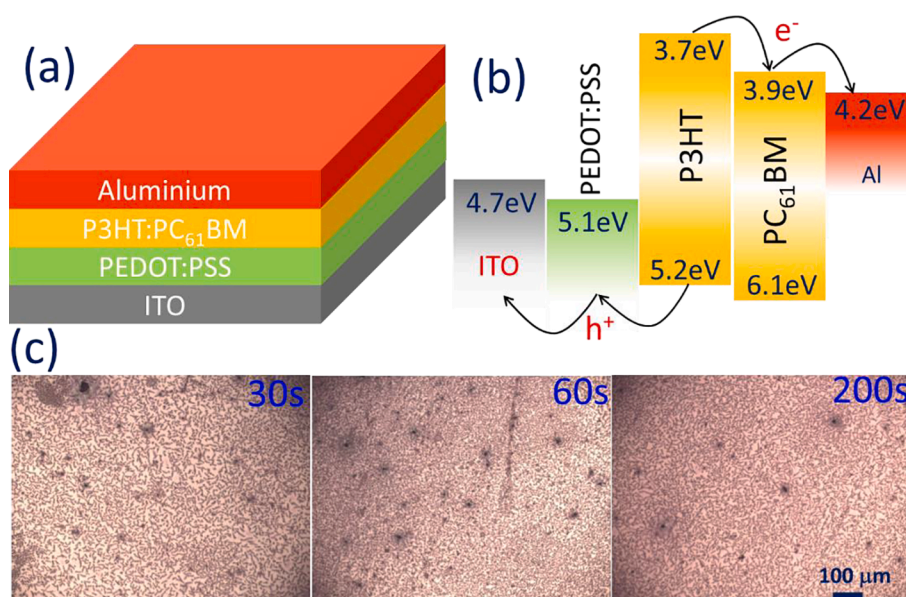 (a)
Aluminium
P3HT:PC₆₁BM
PEDOT:PSS
ITO
(b)
e⁻
3.7eV
3.9eV
4.2eV
PEDOT:PSS
P3HT
PC₆₁BM
Al
4.7eV
5.1eV
ITO
5.2eV
6.1eV
h⁺
(c)
30s
60s
200s
100 μm